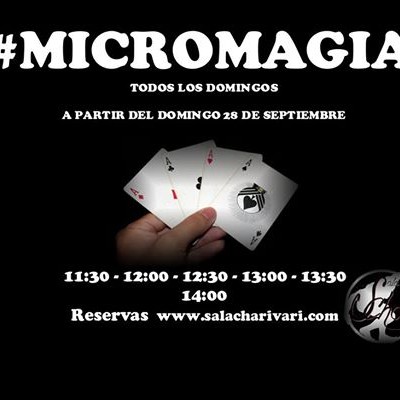 #MICROMAGIA
TODOS LOS DOMINGOS
A PARTIR DEL DOMINGO 28 DE SEPTIEMBRE
A A A A
11:30 - 12:00 - 12:30 - 13:00 - 13:30
14:00
Reservas www.salacharivari.com